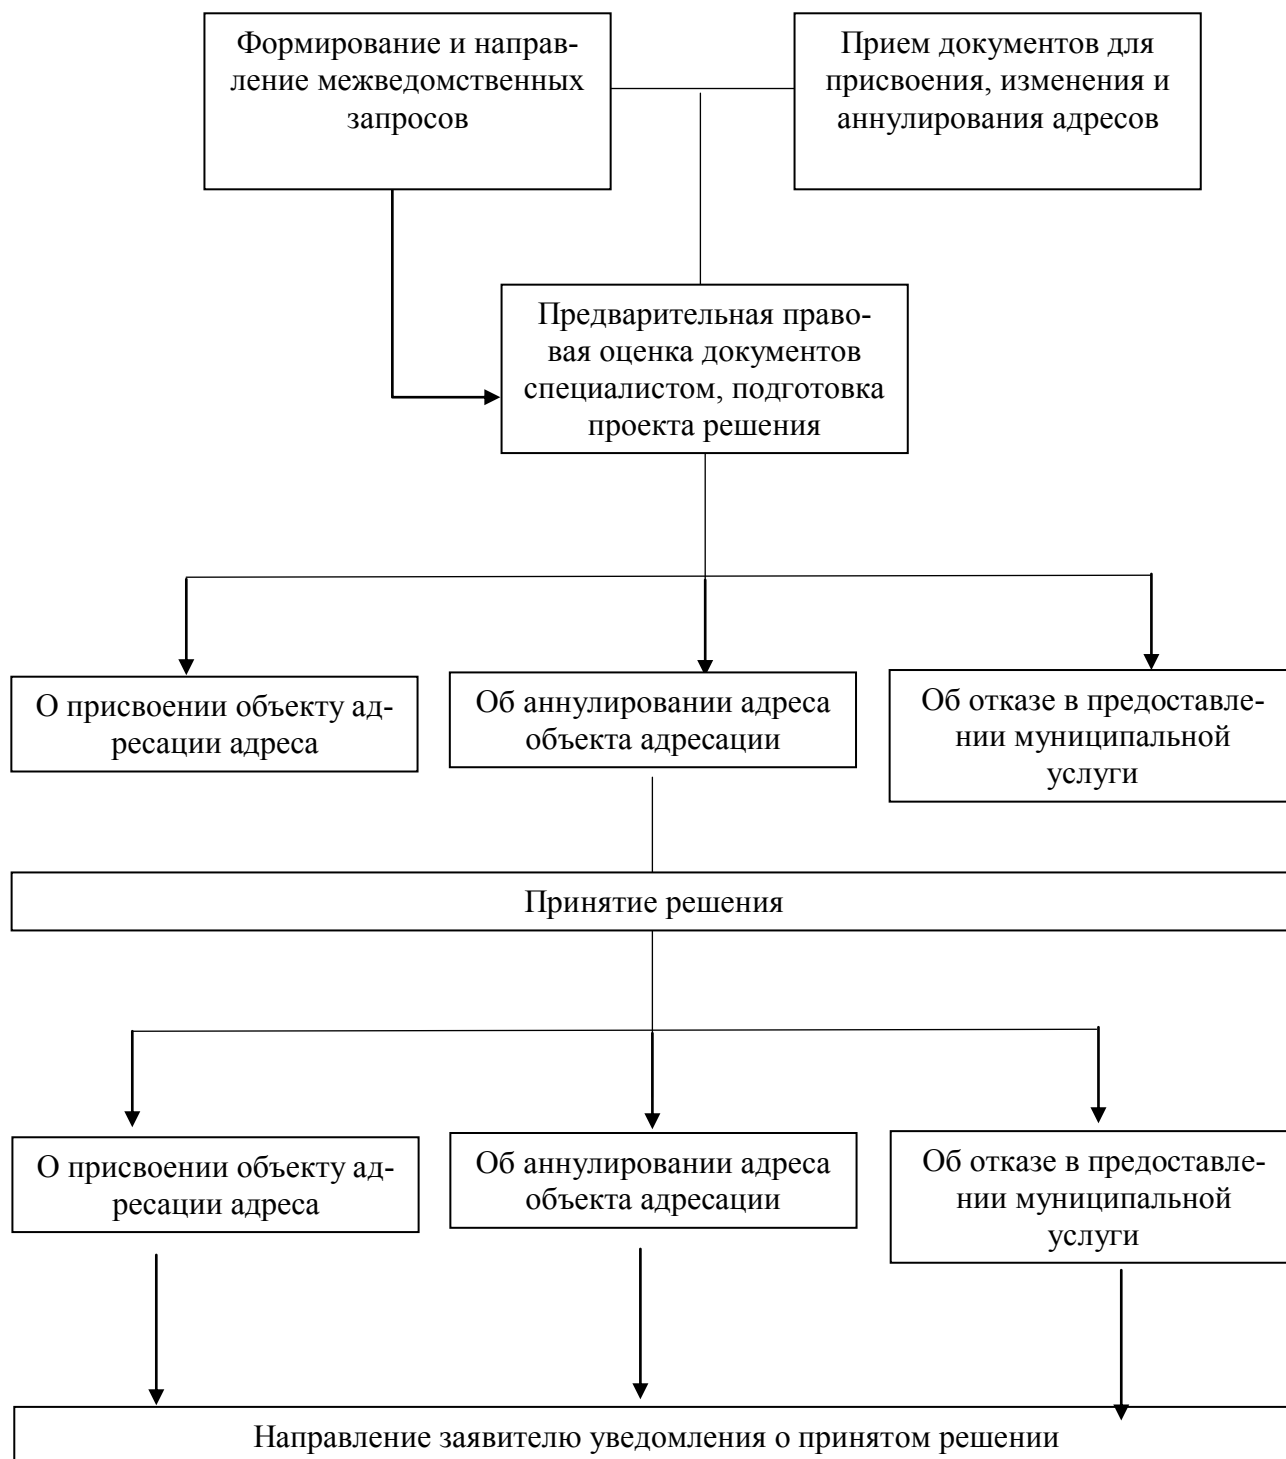 Формирование и направ-
ление межведомственных
запросов
Прием документов для
присвоения, изменения и
аннулирования адресов
Предварительная право-
вая оценка документов
специалистом, подготовка
проекта решения
О присвоении объекту ад-
ресации адреса
Об аннулировании адреса
объекта адресации
Об отказе в предоставле-
нии муниципальной
услуги
Принятие решения
О присвоении объекту ад-
ресации адреса
Об аннулировании адреса
объекта адресации
Об отказе в предоставле-
нии муниципальной
услуги
Направление заявителю уведомления о принятом решении